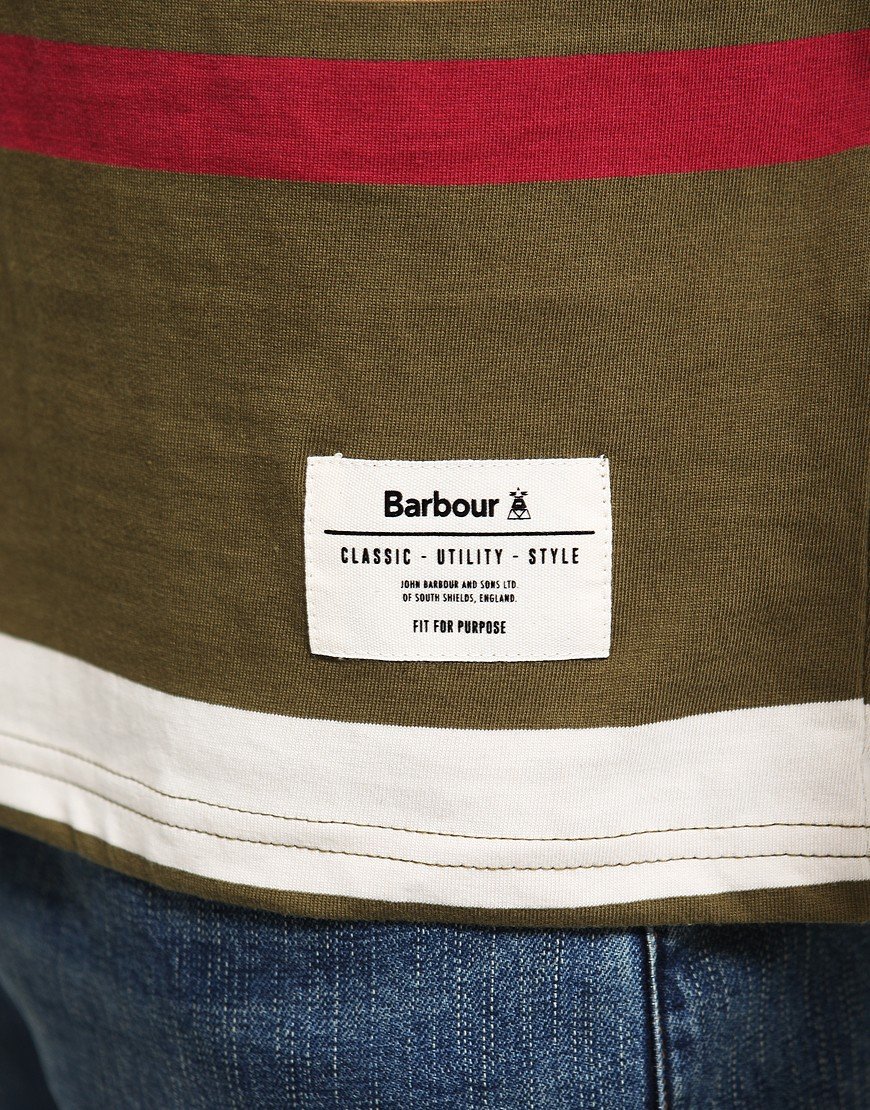 Barbour
CLASSIC - UTILITY - STYLE
JOHN BARBOUR AND SONS LTD.
OF SOUTH SHIELDS, ENGLAND.
FIT FOR PURPOSE